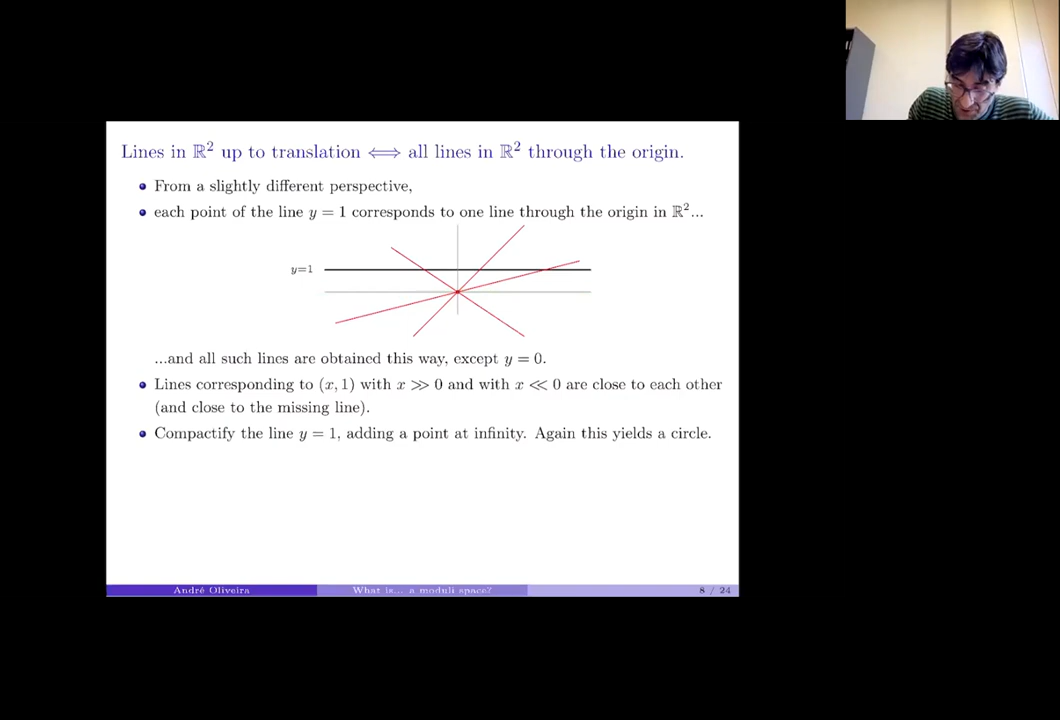 Lines in ℝ² up to translation ⟺ all lines in ℝ² through the origin.
From a slightly different perspective,
each point of the line y = 1 corresponds to one line through the origin in ℝ²...
y=1
...and all such lines are obtained this way, except y = 0.
Lines corresponding to (x, 1) with x ≫ 0 and with x ≪ 0 are close to each other
(and close to the missing line).
Compactify the line y = 1, adding a point at infinity. Again this yields a circle.
André Oliveira What is... a moduli space? 8 / 24